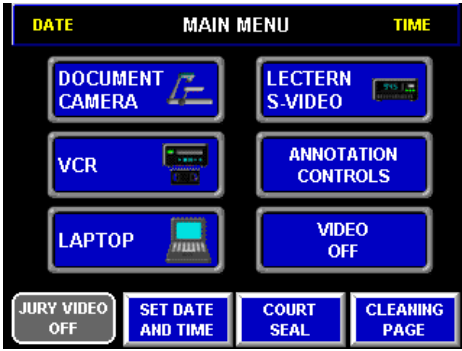 DATE MAIN MENU TIME
DOCUMENT
CAMERA
LECTERN
S-VIDEO
VCR
ANNOTATION
CONTROLS
LAPTOP
VIDEO
OFF
JURY VIDEO
OFF
SET DATE
AND TIME
COURT
SEAL
CLEANING
PAGE